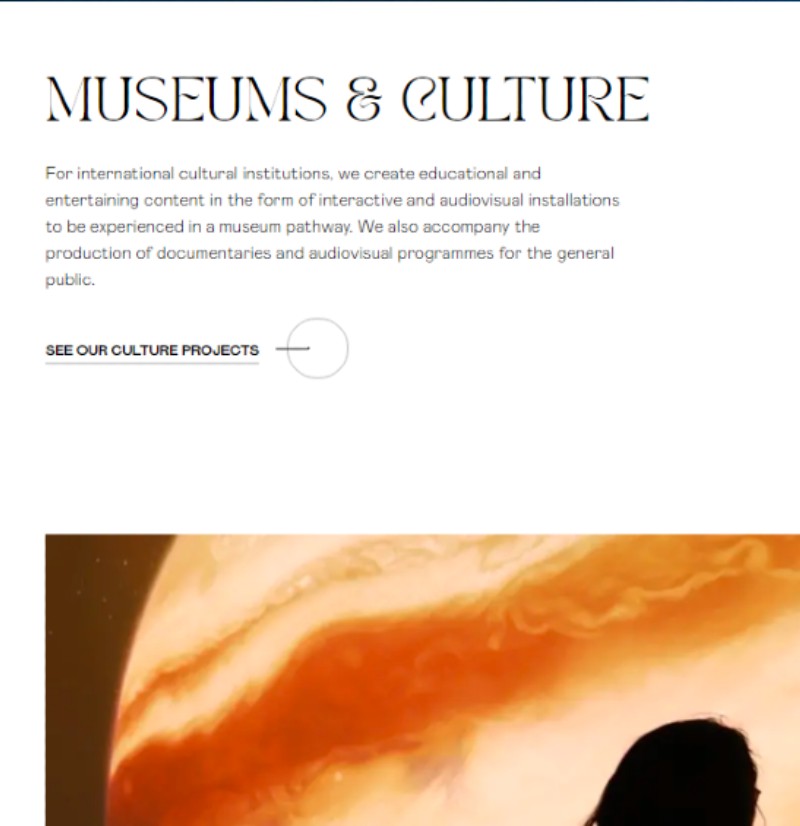 MUSEUMS & CULTURE
For international cultural institutions, we create educational and
entertaining content in the form of interactive and audiovisual installations
to be experienced in a museum pathway. We also accompany the
production of documentaries and audiovisual programmes for the general
public.
SEE OUR CULTURE PROJECTS